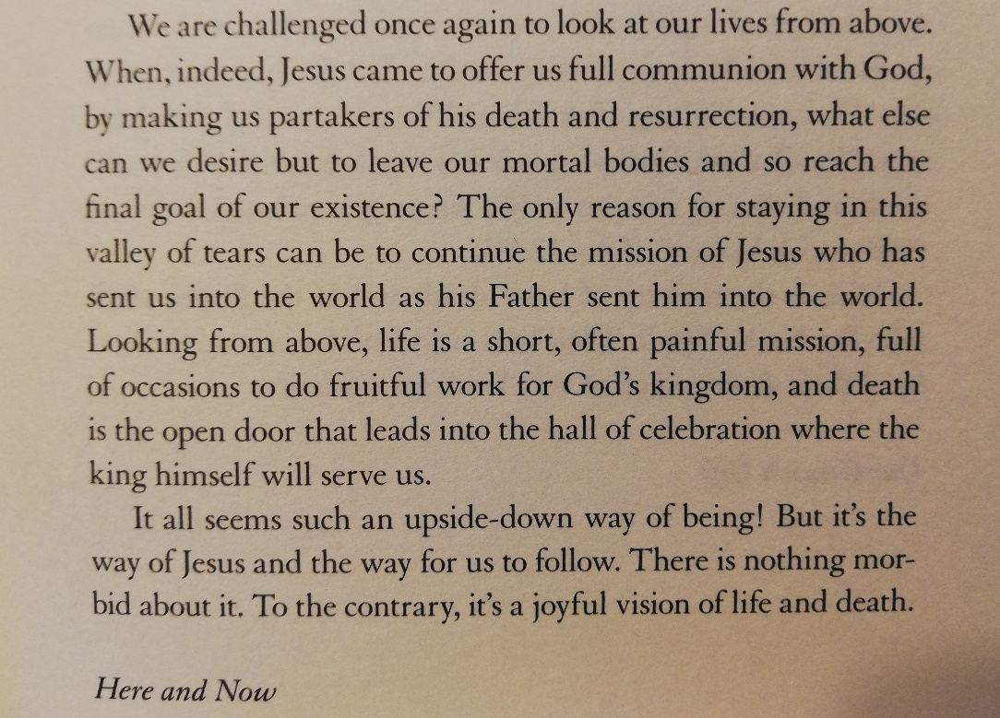 We are challenged once again to look at our lives from above.
When, indeed, Jesus came to offer us full communion with God,
by making us partakers of his death and resurrection, what else
can we desire but to leave our mortal bodies and so reach the
final goal of our existence? The only reason for staying in this
valley of tears can be to continue the mission of Jesus who has
sent us into the world as his Father sent him into the world.
Looking from above, life is a short, often painful mission, full
of occasions to do fruitful work for God's kingdom, and death
is the open door that leads into the hall of celebration where the
king himself will serve us.
It all seems such an upside-down way of being! But it's the
way of Jesus and the way for us to follow. There is nothing mor-
bid about it. To the contrary, it's a joyful vision of life and death.
Here and Now